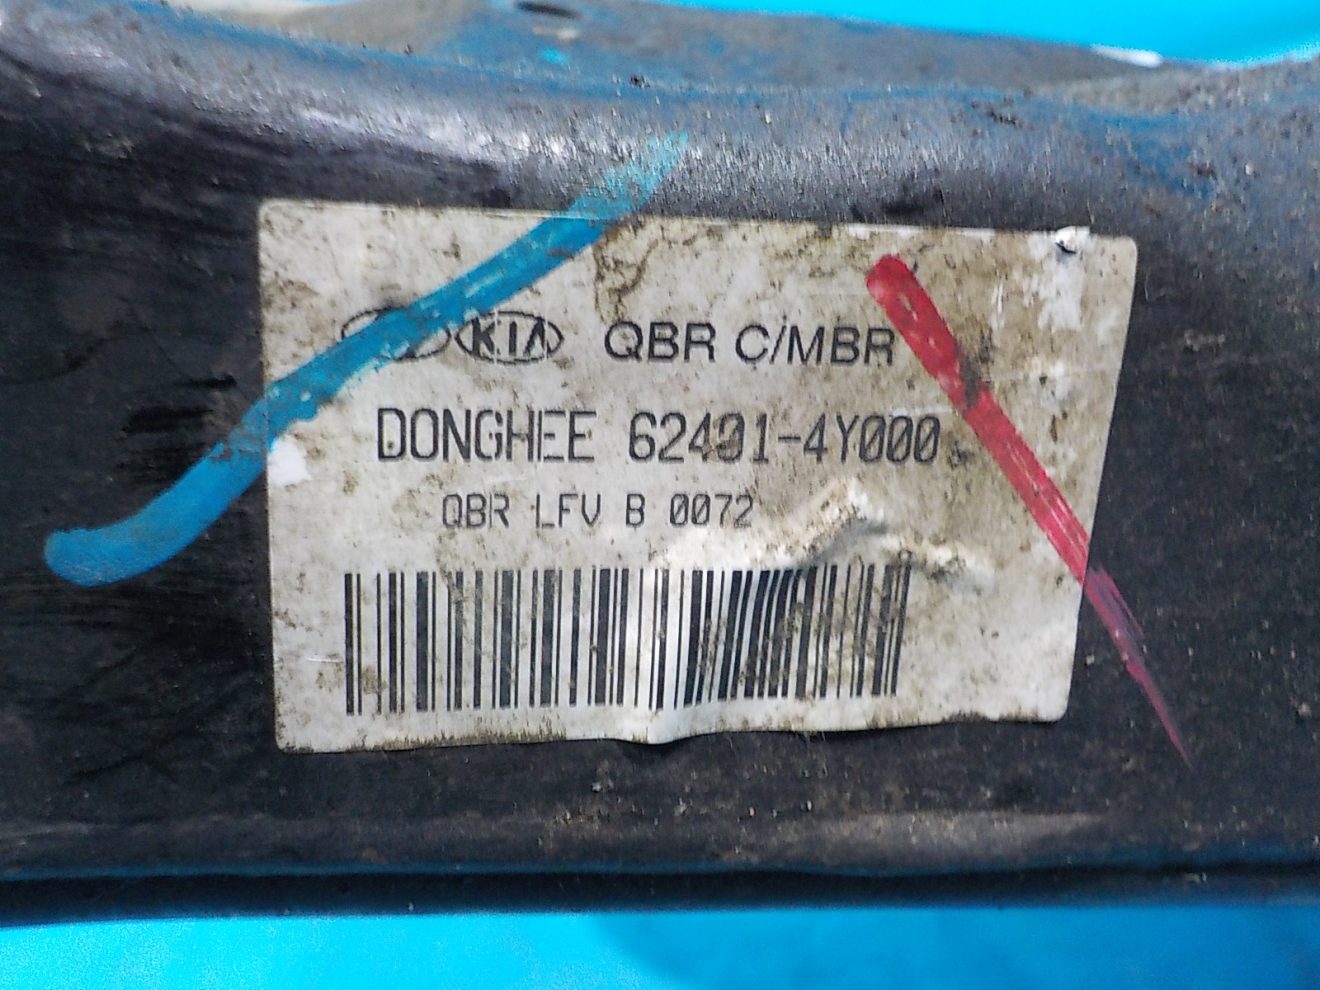 KIA QBR C/MBR
DONGHEE 62401-4Y000
QBR LFV B 0072